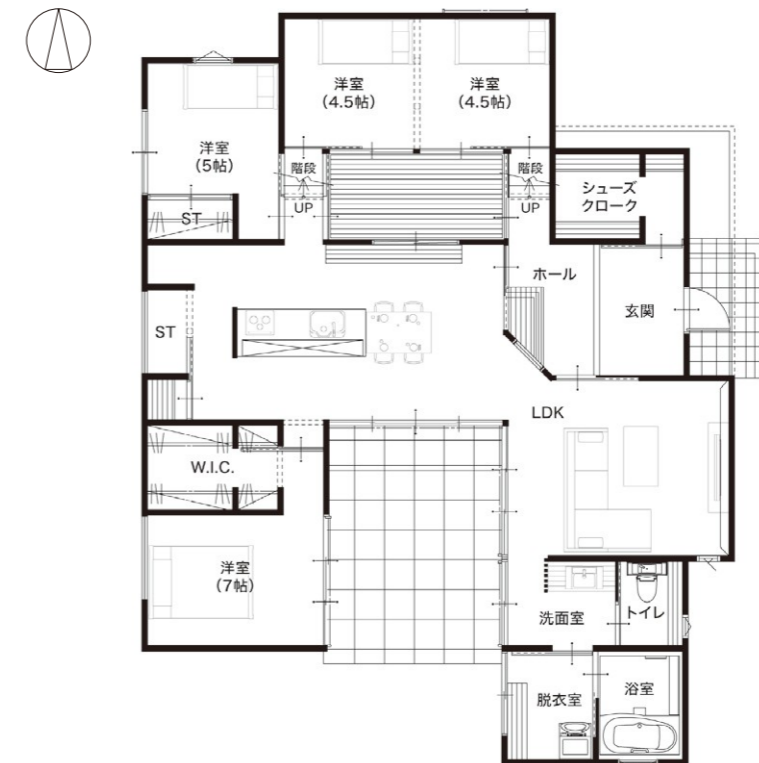 洋室
（4.5帖）
洋室
（4.5帖）
洋室
（5帖）
ST
階段
UP
階段
UP
シューズ
クローク
ホール
玄関
ST
LDK
W.I.C.
洋室
（7帖）
洗面室
トイレ
脱衣室
浴室